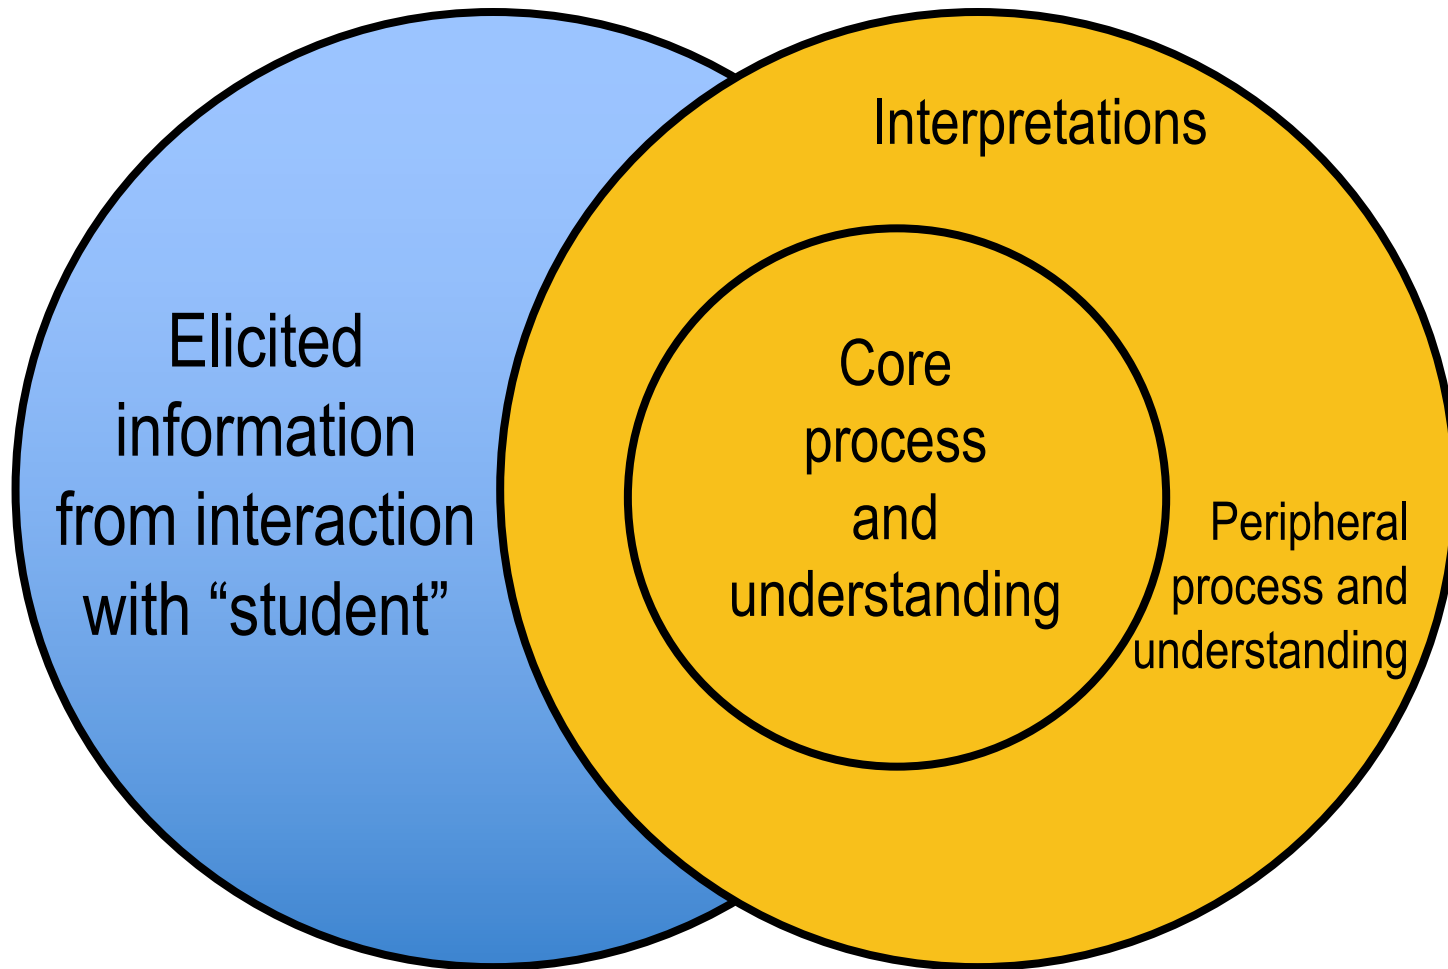 Elicited
information
from interaction
with “student”
Interpretations
Core
process
and
understanding
Peripheral
process and
understanding